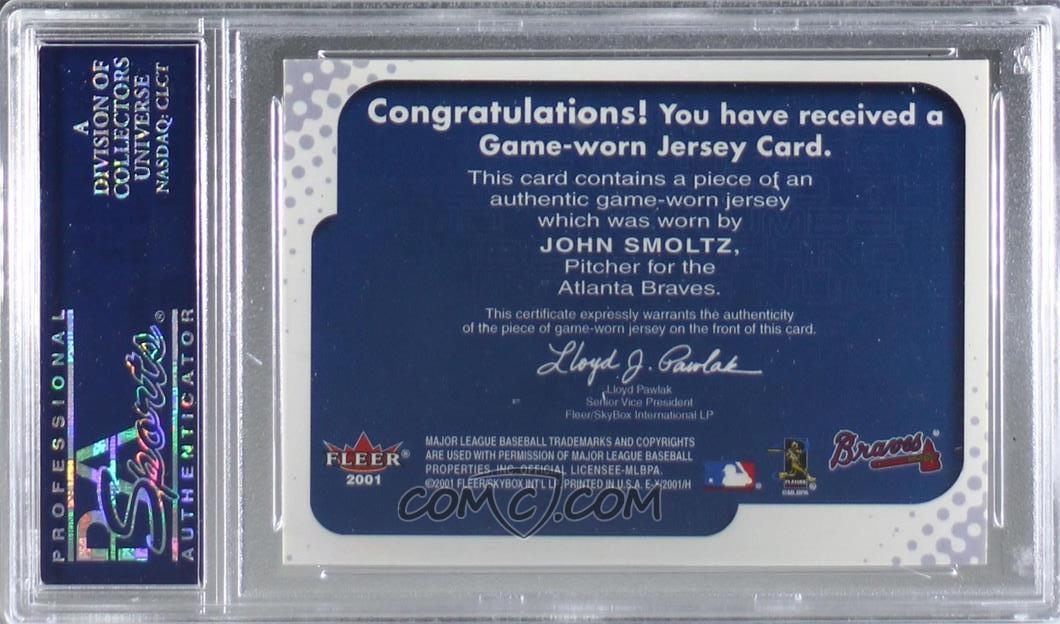 A
DIVISION OF
COLLECTORS
UNIVERSE
NASDAQ: CLCT
PROFESSIONAL
PSA
Sports®
AUTHENTICATOR
Congratulations! You have received a
Game-worn Jersey Card.
This card contains a piece of an
authentic game-worn jersey
which was worn by
JOHN SMOLTZ,
Pitcher for the
Atlanta Braves.
This certificate expressly warrants the authenticity
of the piece of game-worn jersey on the front of this card.
Lloyd J. Pawlak
Lloyd Pawlak
Senior Vice President
Fleer/SkyBox International LP
FLEER®
2001
MAJOR LEAGUE BASEBALL TRADEMARKS AND COPYRIGHTS
ARE USED WITH PERMISSION OF MAJOR LEAGUE BASEBALL
PROPERTIES, INC. OFFICIAL LICENSEE-MLBPA.
©2001 FLEER/SKYBOX INT'L LP PRINTED IN U.S.A. E-X/2001/H
PLAYERS
©MLBPA
Braves®
COMC.COM